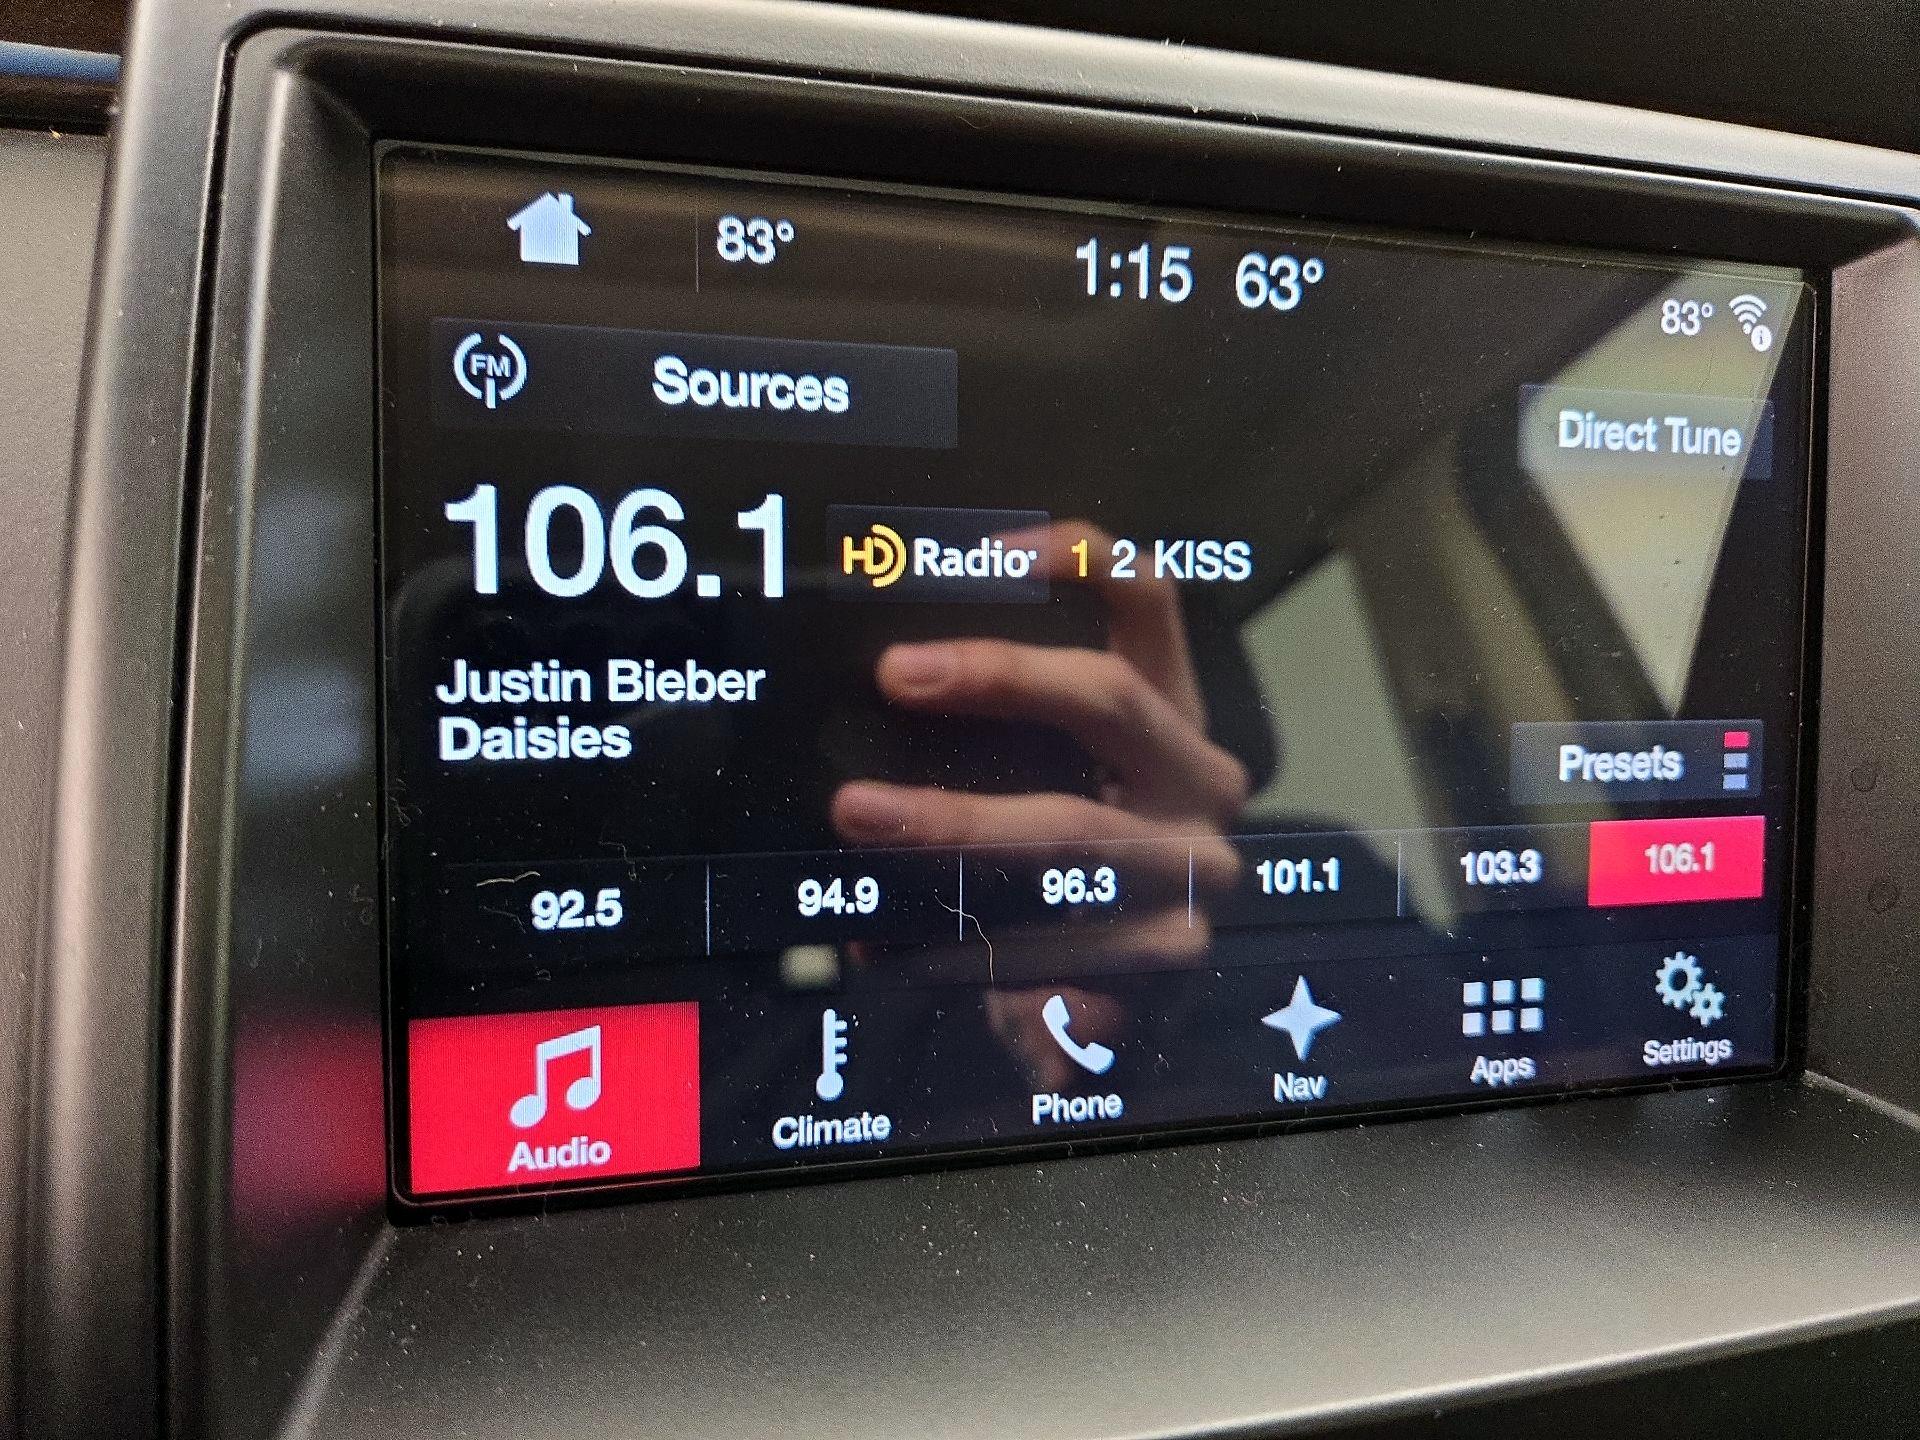 83° 1:15 63° 83°
FM Sources
Direct Tune
106.1 HD Radio 1 2 KISS
Justin Bieber
Daisies
Presets
92.5 94.9 96.3 101.1 103.3 106.1
Audio Climate Phone Nav Apps Settings